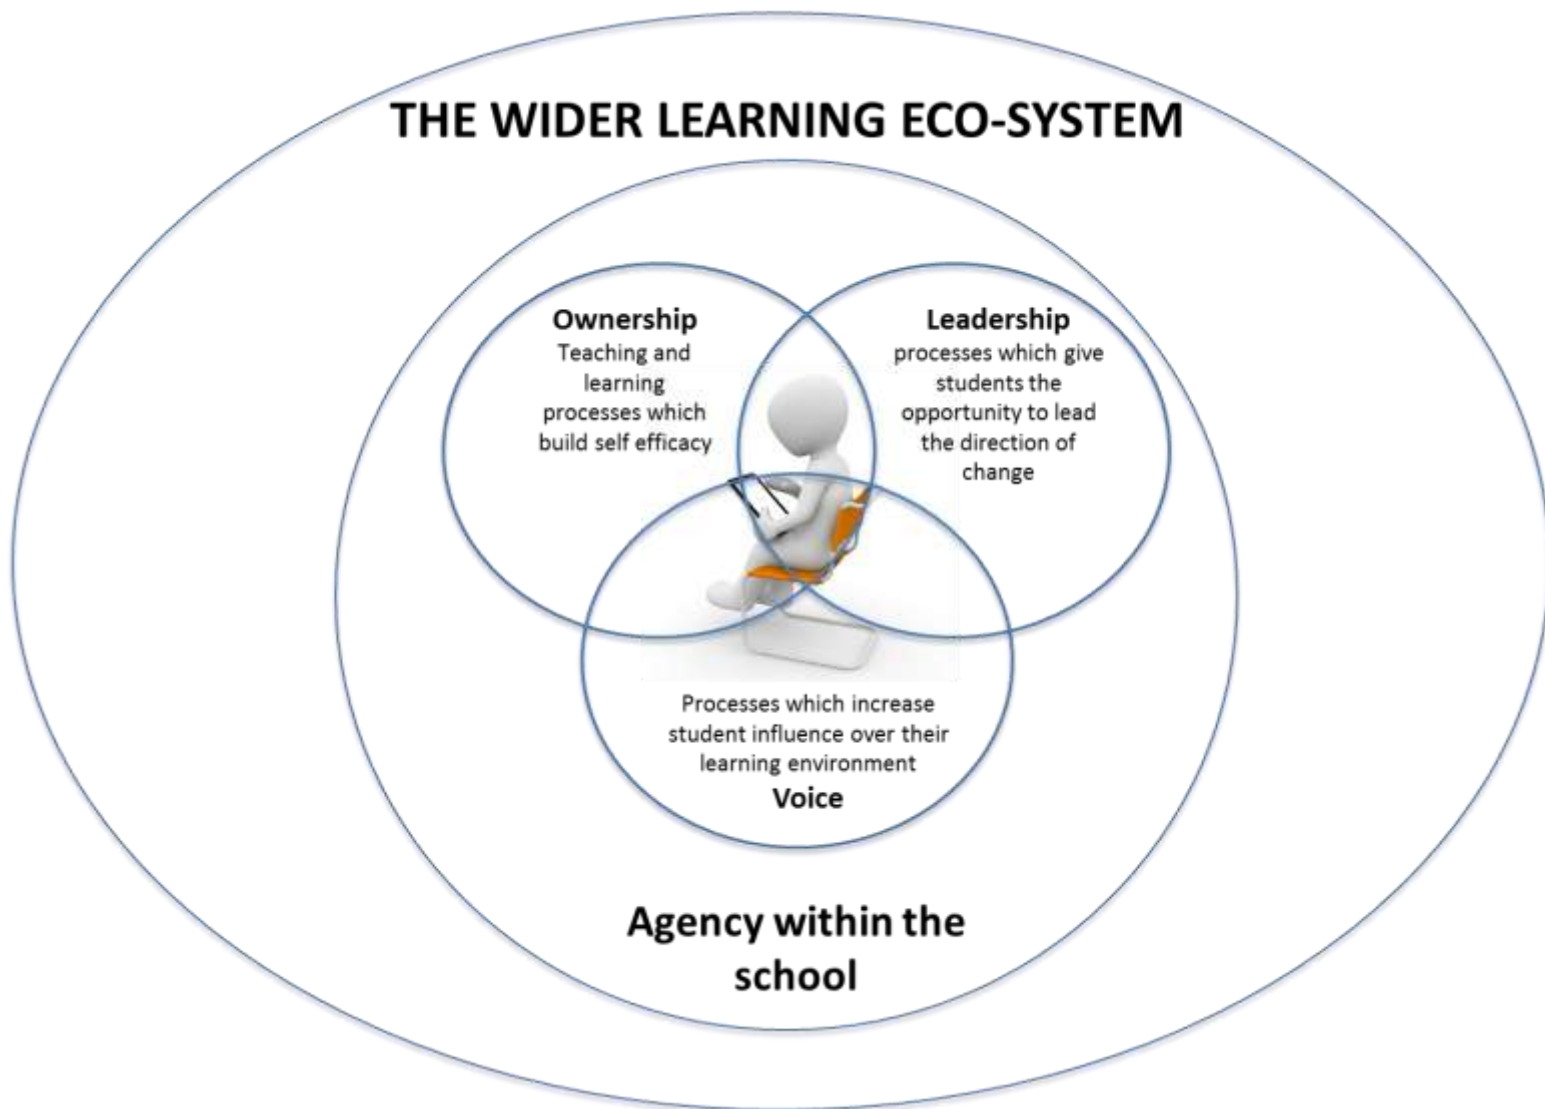 THE WIDER LEARNING ECO-SYSTEM
Ownership
Teaching and
learning
processes which
build self efficacy
Leadership
processes which give
students the
opportunity to lead
the direction of
change
Processes which increase
student influence over their
learning environment
Voice
Agency within the
school